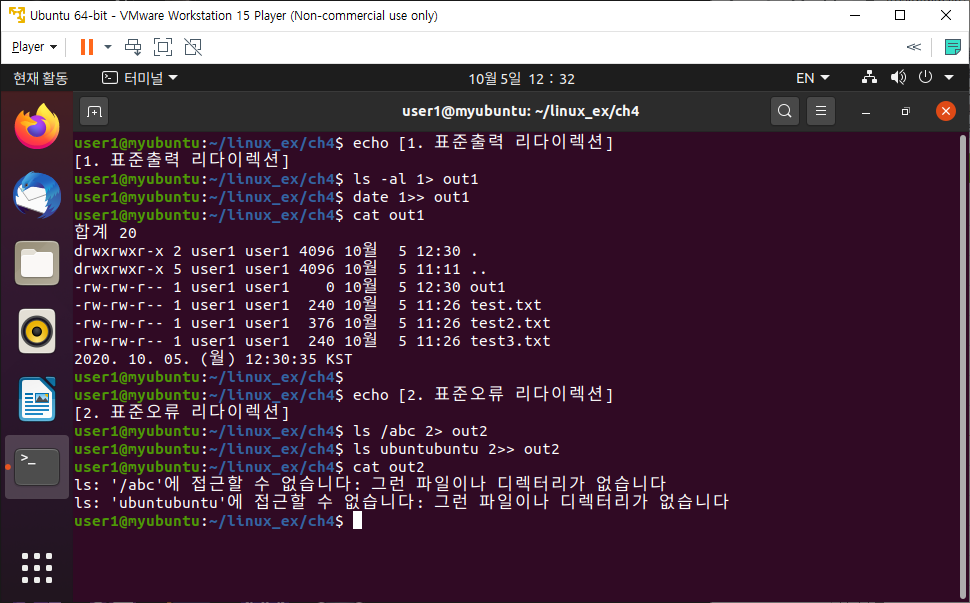 Ubuntu 64-bit - VMware Workstation 15 Player (Non-commercial use only)
Player
현재 활동 터미널 10월 5일 12 : 32 EN
user1@myubuntu: ~/linux_ex/ch4
user1@myubuntu:~/linux_ex/ch4$ echo [1. 표준출력 리다이렉션]
[1. 표준출력 리다이렉션]
user1@myubuntu:~/linux_ex/ch4$ ls -al 1> out1
user1@myubuntu:~/linux_ex/ch4$ date 1>> out1
user1@myubuntu:~/linux_ex/ch4$ cat out1
합계 20
drwxrwxr-x 2 user1 user1 4096 10월  5 12:30 .
drwxrwxr-x 5 user1 user1 4096 10월  5 11:11 ..
-rw-rw-r-- 1 user1 user1    0 10월  5 12:30 out1
-rw-rw-r-- 1 user1 user1  240 10월  5 11:26 test.txt
-rw-rw-r-- 1 user1 user1  376 10월  5 11:26 test2.txt
-rw-rw-r-- 1 user1 user1  240 10월  5 11:26 test3.txt
2020. 10. 05. (월) 12:30:35 KST
user1@myubuntu:~/linux_ex/ch4$
user1@myubuntu:~/linux_ex/ch4$ echo [2. 표준오류 리다이렉션]
[2. 표준오류 리다이렉션]
user1@myubuntu:~/linux_ex/ch4$ ls /abc 2> out2
user1@myubuntu:~/linux_ex/ch4$ ls ubuntubuntu 2>> out2
user1@myubuntu:~/linux_ex/ch4$ cat out2
ls: '/abc'에 접근할 수 없습니다: 그런 파일이나 디렉터리가 없습니다
ls: 'ubuntubuntu'에 접근할 수 없습니다: 그런 파일이나 디렉터리가 없습니다
user1@myubuntu:~/linux_ex/ch4$